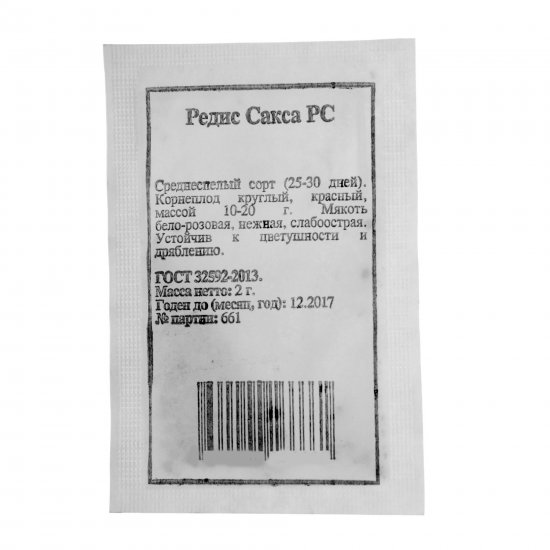 Редис Сакса РС
Среднеспелый сорт (25-30 дней).
Корнеплод круглый, красный,
массой 10-20 г. Мякоть
бело-розовая, нежная, слабоострая.
Устойчив к цветушности и
дряблению.
ГОСТ 32592-2013.
Масса нетто: 2 г.
Годен до (месяц, год): 12.2017
№ партии: 661